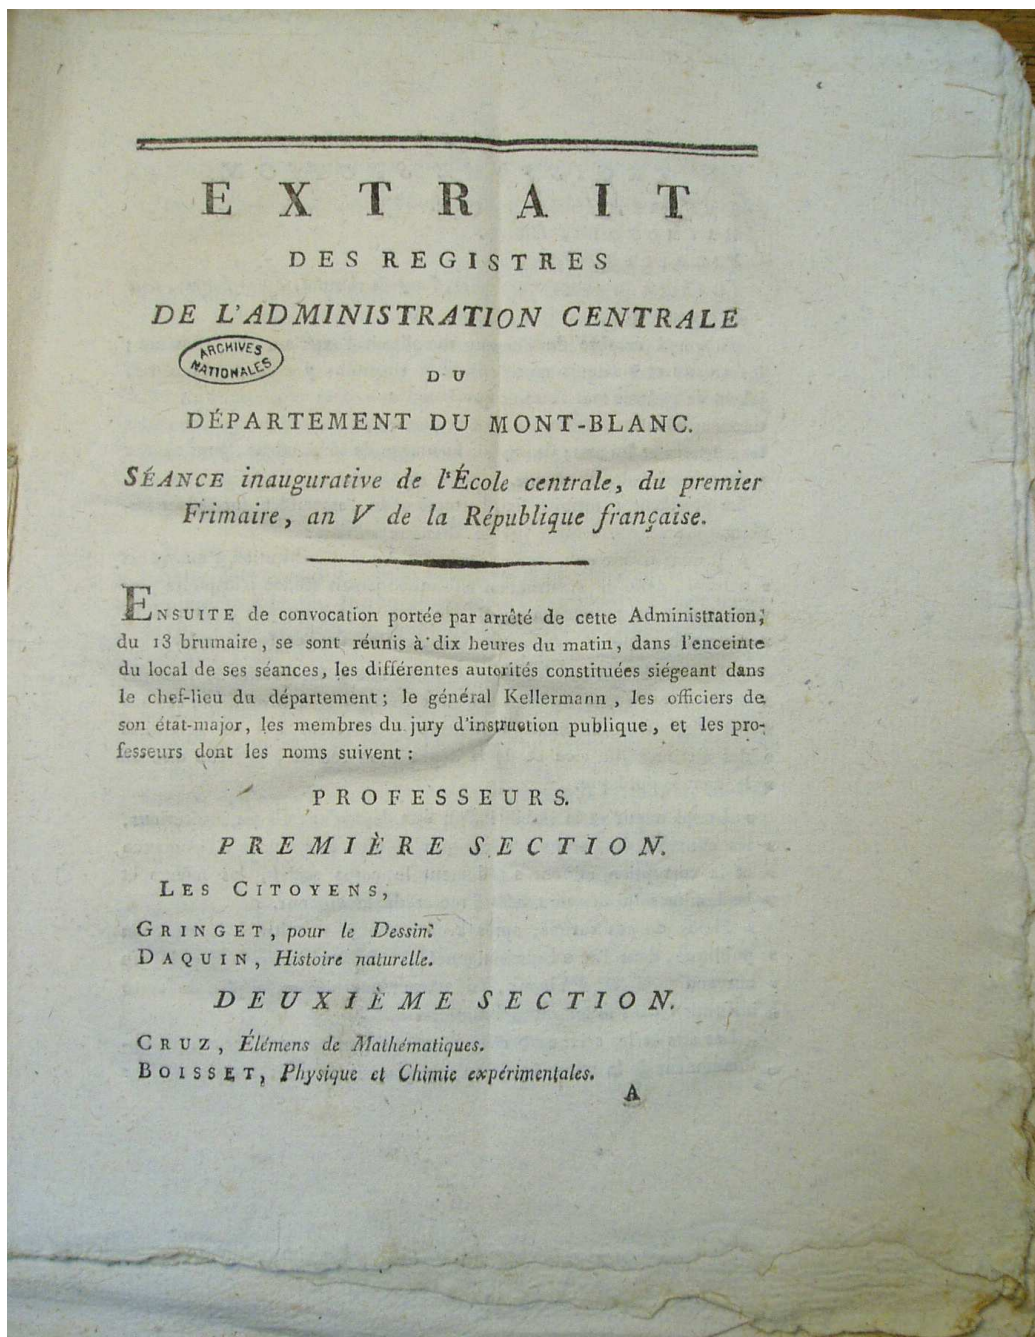 EXTRAIT
DES REGISTRES
DE L'ADMINISTRATION CENTRALE
ARCHIVES
NATIONALES
DU
DÉPARTEMENT DU MONT-BLANC.
SÉANCE inaugurative de l'École centrale, du premier
Frimaire, an V de la République française.
ENSUITE de convocation portée par arrêté de cette Administration,
du 13 brumaire, se sont réunis à dix heures du matin, dans l'enceinte
du local de ses séances, les différentes autorités constituées siégeant dans
le chef-lieu du département; le général Kellermann, les officiers de
son état-major, les membres du jury d'instruction publique, et les pro-
fesseurs dont les noms suivent :
PROFESSEURS.
PREMIÈRE SECTION.
LES CITOYENS,
GRINGET, pour le Dessin.
DAQUIN, Histoire naturelle.
DEUXIÈME SECTION.
CRUZ, Élémens de Mathématiques.
BOISSET, Physique et Chimie expérimentales.
A